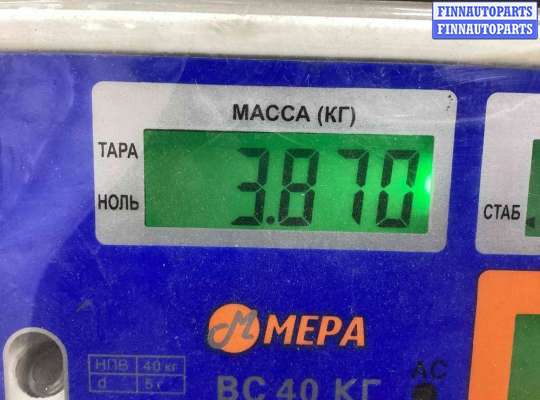 FINNAUTOPARTS
FINNAUTOPARTS
МАССА (КГ)
ТАРА
3.870
НОЛЬ
СТАБ
М МЕРА
НПВ 40 кг
d 5 г
ВС 40 КГ
АС